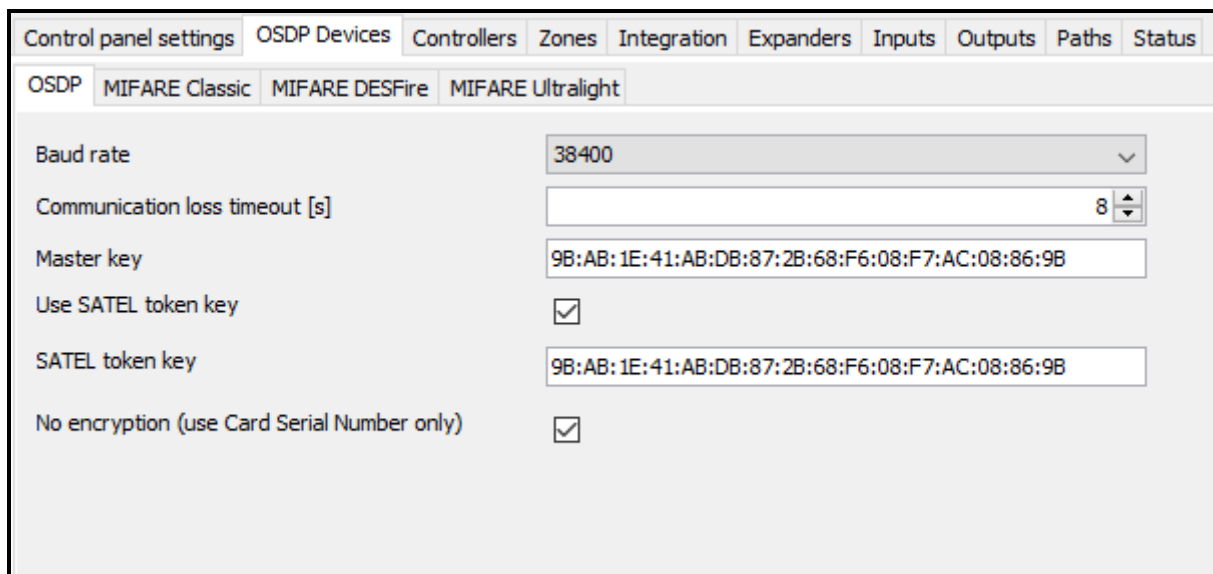 Control panel settings OSDP Devices Controllers Zones Integration Expanders Inputs Outputs Paths Status
OSDP MIFARE Classic MIFARE DESFire MIFARE Ultralight
Baud rate 38400
Communication loss timeout [s] 8
Master key 9B:AB:1E:41:AB:DB:87:2B:68:F6:08:F7:AC:08:86:9B
Use SATEL token key
SATEL token key 9B:AB:1E:41:AB:DB:87:2B:68:F6:08:F7:AC:08:86:9B
No encryption (use Card Serial Number only)